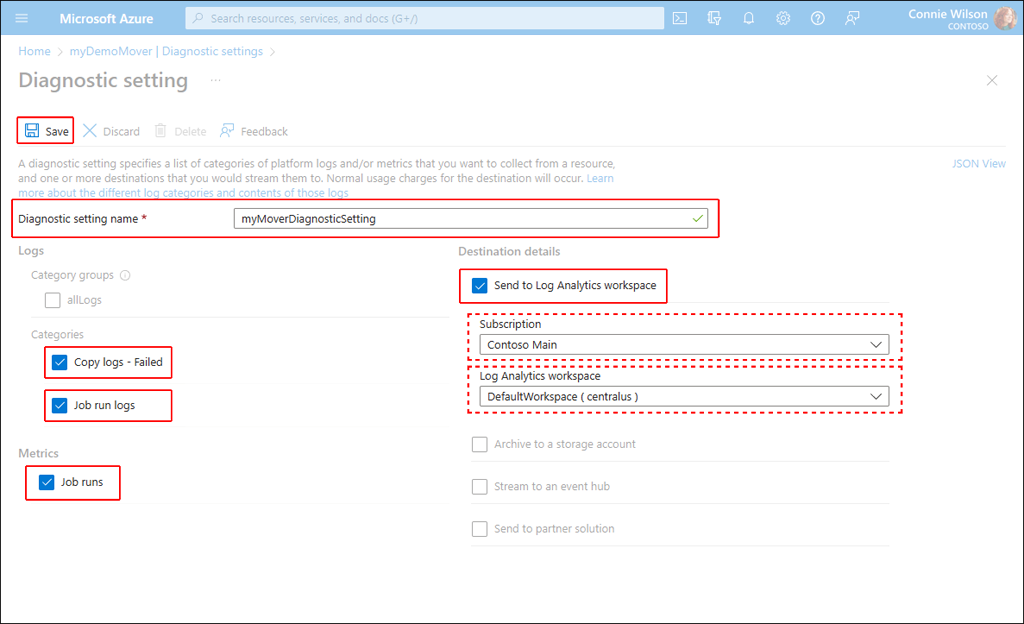 Microsoft Azure
Search resources, services, and docs (G+/)
Connie Wilson
CONTOSO
Home > myDemoMover | Diagnostic settings >
Diagnostic setting ...
Save Discard Delete Feedback
A diagnostic setting specifies a list of categories of platform logs and/or metrics that you want to collect from a resource,
and one or more destinations that you would stream them to. Normal usage charges for the destination will occur. Learn
more about the different log categories and contents of those logs
JSON View
Diagnostic setting name *
myMoverDiagnosticSetting
Logs
Category groups
allLogs
Categories
Copy logs - Failed
Job run logs
Metrics
Job runs
Destination details
Send to Log Analytics workspace
Subscription
Contoso Main
Log Analytics workspace
DefaultWorkspace ( centralus )
Archive to a storage account
Stream to an event hub
Send to partner solution